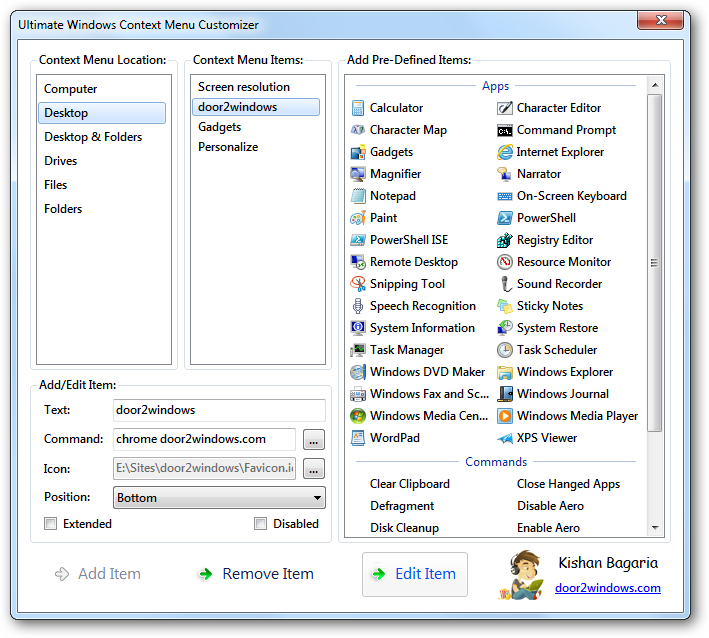 Ultimate Windows Context Menu Customizer
Context Menu Location:
Computer
Desktop
Desktop & Folders
Drives
Files
Folders
Context Menu Items:
Screen resolution
door2windows
Gadgets
Personalize
Add Pre-Defined Items:
Apps
Calculator Character Editor
Character Map Command Prompt
Gadgets Internet Explorer
Magnifier Narrator
Notepad On-Screen Keyboard
Paint PowerShell
PowerShell ISE Registry Editor
Remote Desktop Resource Monitor
Snipping Tool Sound Recorder
Speech Recognition Sticky Notes
System Information System Restore
Task Manager Task Scheduler
Windows DVD Maker Windows Explorer
Windows Fax and Sc... Windows Journal
Windows Media Cen... Windows Media Player
WordPad XPS Viewer
Commands
Clear Clipboard Close Hanged Apps
Defragment Disable Aero
Disk Cleanup Enable Aero
Add/Edit Item:
Text: door2windows
Command: chrome door2windows.com ...
Icon: E:\Sites\door2windows\Favicon.ic ...
Position: Bottom
Extended Disabled
Add Item Remove Item Edit Item
Kishan Bagaria
door2windows.com